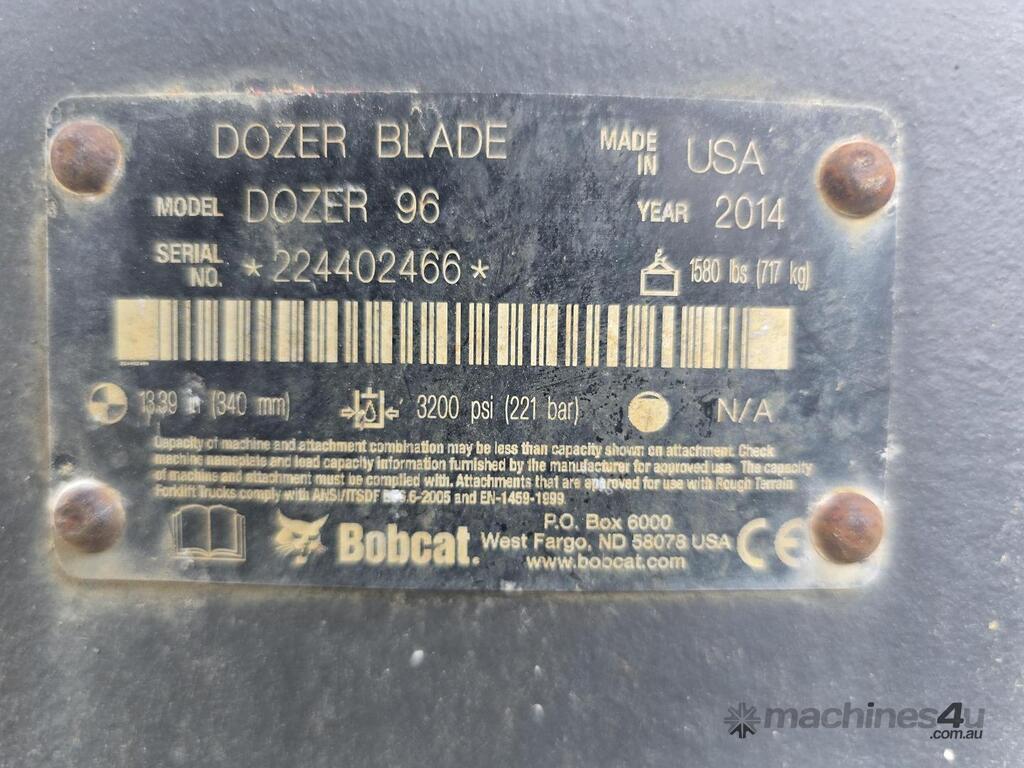 DOZER BLADE MADE IN USA
MODEL DOZER 96 YEAR 2014
SERIAL NO. *224402466* 1580 lbs (717 kg)
13.39 in (340 mm) 3200 psi (221 bar) N/A
Capacity of machine and attachment combination may be less than capacity shown on attachment. Check
machine nameplate and load capacity information furnished by the manufacturer for approved use. The capacity
of machine and attachment must be complied with. Attachments that are approved for use with Rough Terrain
Forklift Trucks comply with ANSI/ITSDF and EN-1459-1999
Bobcat.
P.O. Box 6000
West Fargo, ND 58078 USA
www.bobcat.com
CE
machines4u
.com.au